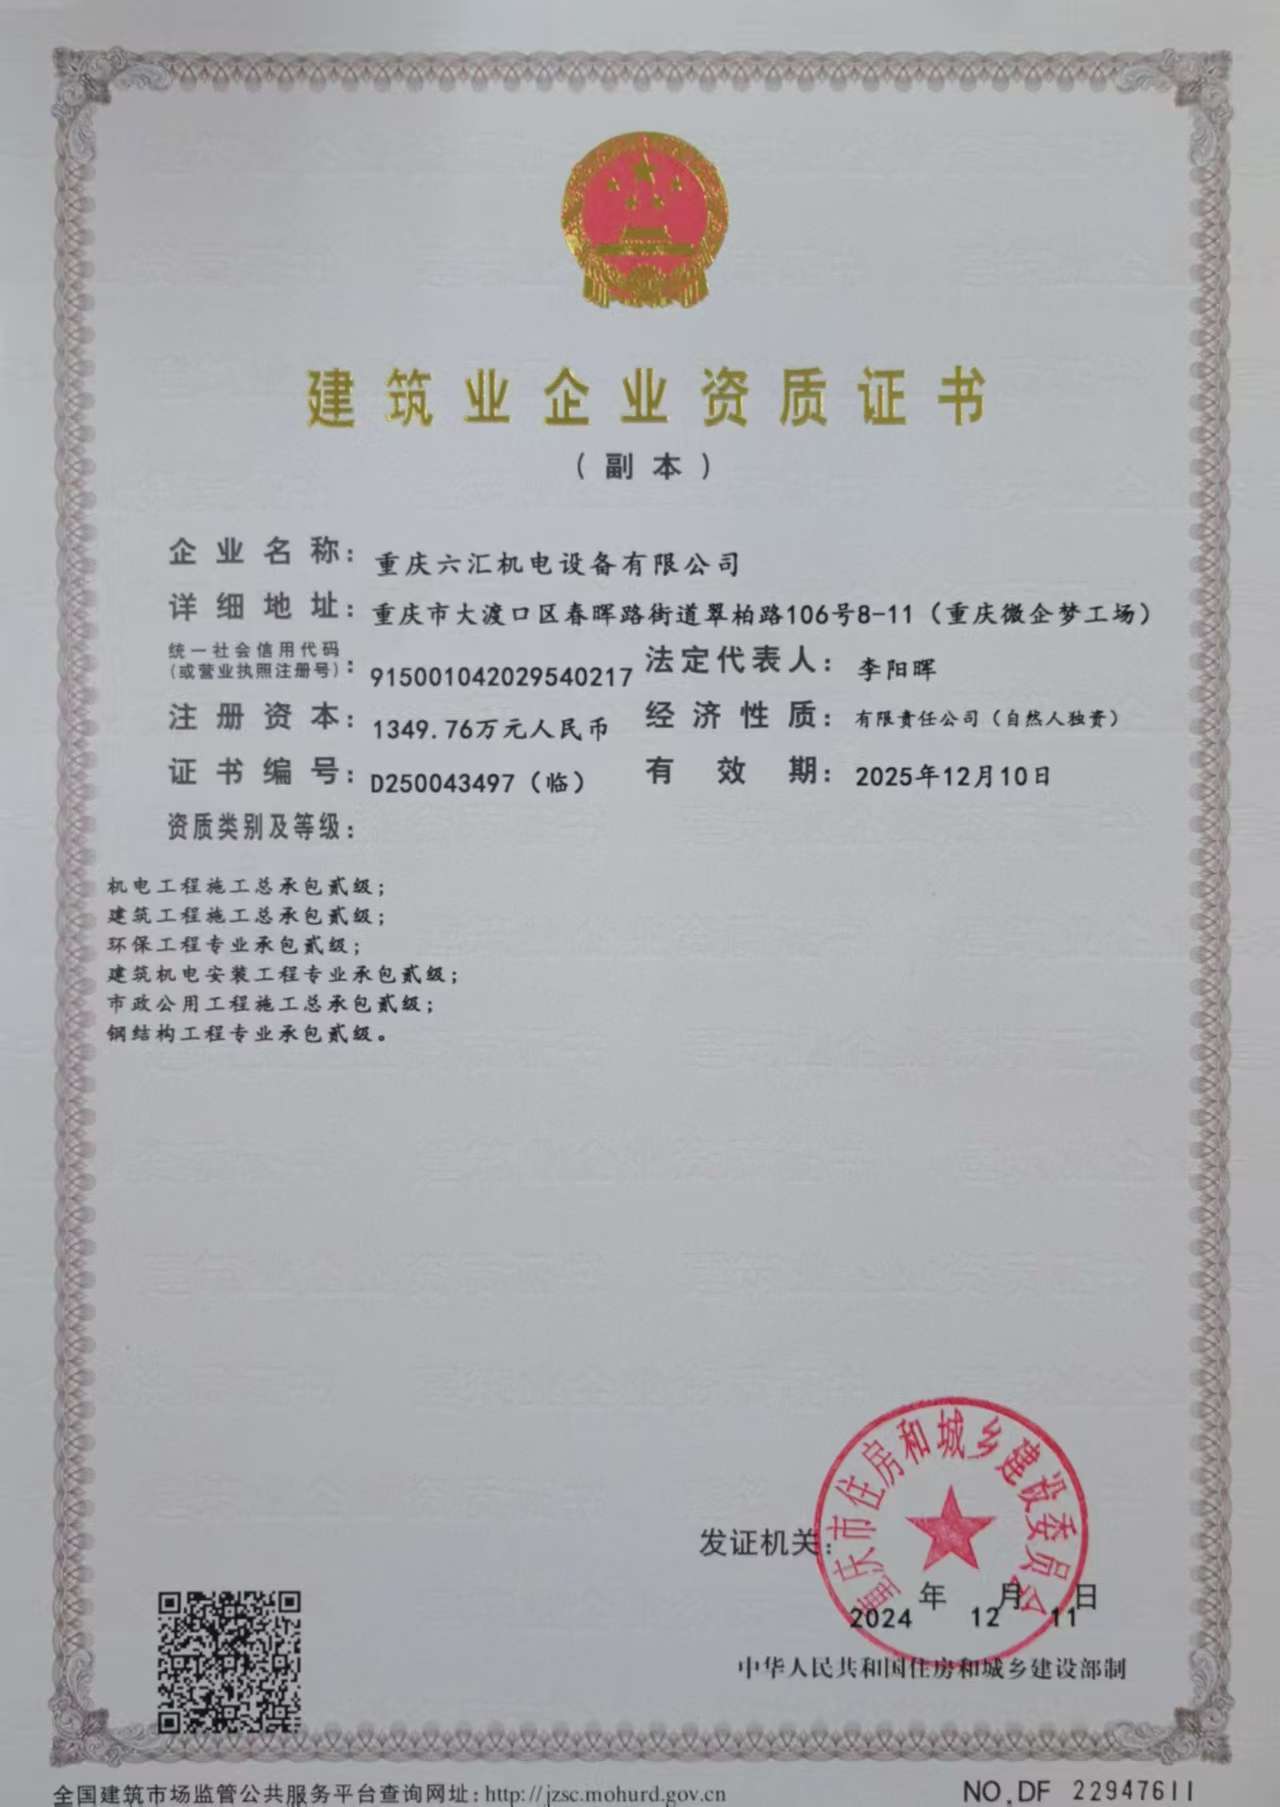 建筑业企业资质证书
（副本）
企业名称：重庆六汇机电设备有限公司
详细地址：重庆市大渡口区春晖路街道翠柏路106号8-11（重庆微企梦工场）
统一社会信用代码
（或营业执照注册号）：915001042029540217 法定代表人：李阳晖
注册资本：1349.76万元人民币 经济性质：有限责任公司（自然人独资）
证书编号：D250043497（临） 有效期：2025年12月10日
资质类别及等级：
机电工程施工总承包贰级；
建筑工程施工总承包贰级；
环保工程专业承包贰级；
建筑机电安装工程专业承包贰级；
市政公用工程施工总承包贰级；
钢结构工程专业承包贰级。
重庆市住房和城乡建设委员会
发证机关：
2024年12月11日
中华人民共和国住房和城乡建设部制
全国建筑市场监管公共服务平台查询网址：http://jzsc.mohurd.gov.cn
NO.DF 22947611